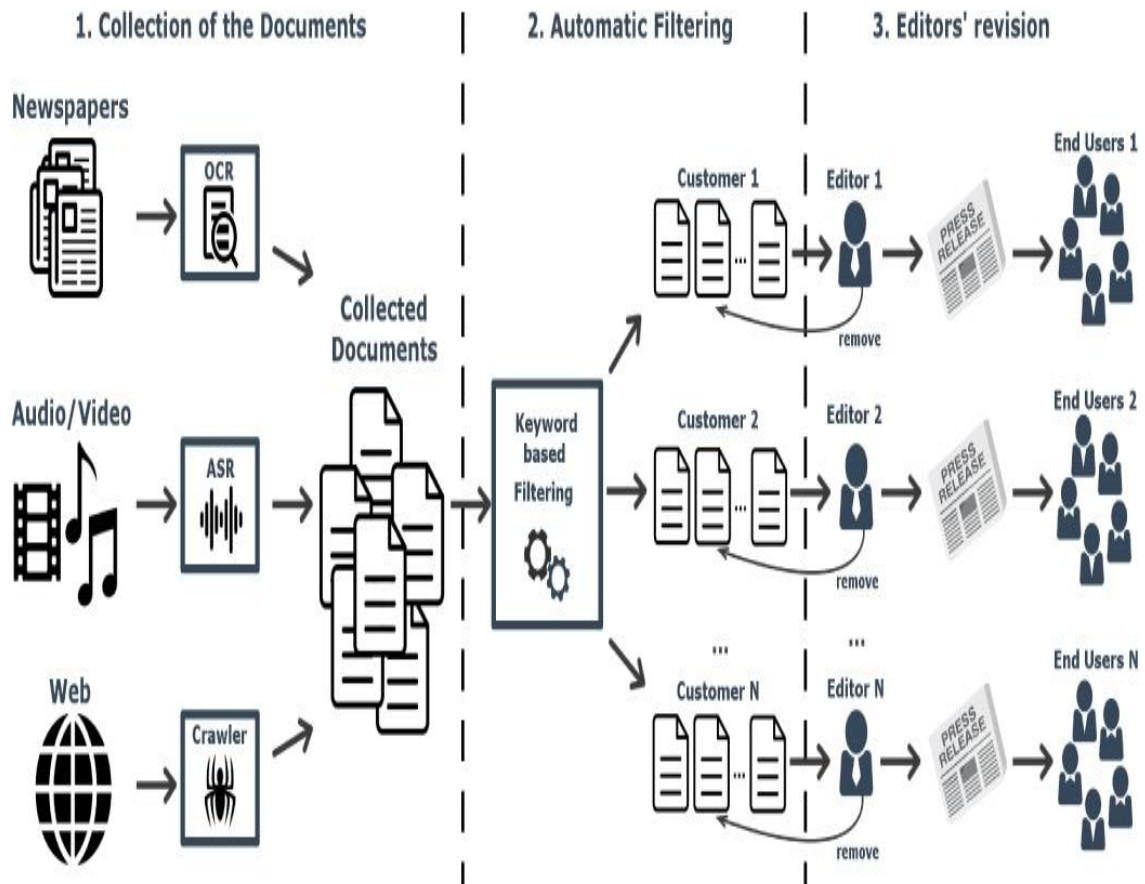 1. Collection of the Documents
2. Automatic Filtering
3. Editors' revision
Newspapers
OCR
Audio/Video
ASR
Web
Crawler
Collected
Documents
Keyword
based
Filtering
Customer 1
...
Editor 1
remove
PRESS
RELEASE
End Users 1
Customer 2
...
Editor 2
remove
PRESS
RELEASE
End Users 2
...
...
Customer N
...
Editor N
remove
PRESS
RELEASE
End Users N